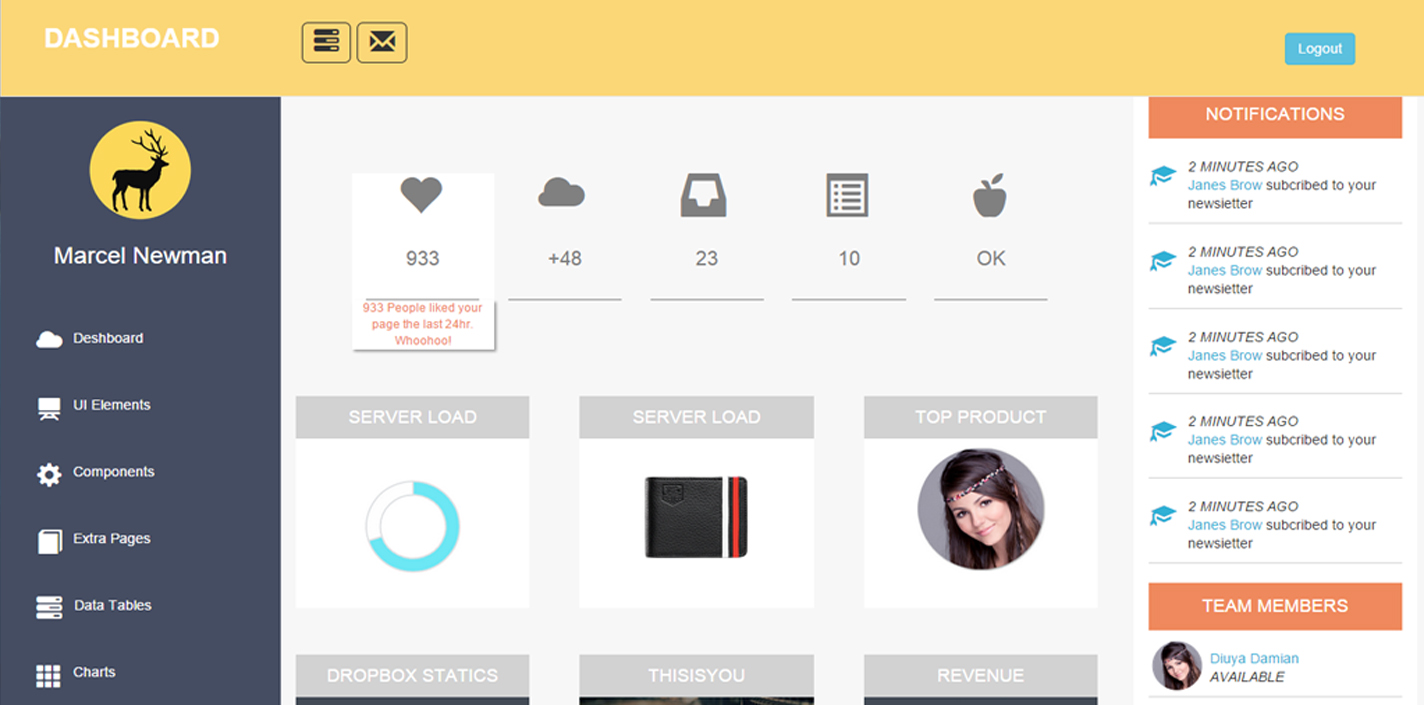 DASHBOARD
Logout
Marcel Newman
Deshboard
UI Elements
Components
Extra Pages
Data Tables
Charts
933
+48
23
10
OK
933 People liked your
page the last 24hr.
Whoohoo!
SERVER LOAD
SERVER LOAD
TOP PRODUCT
DROPBOX STATICS
THISISYOU
REVENUE
NOTIFICATIONS
2 MINUTES AGO
Janes Brow subcribed to your
newsietter
2 MINUTES AGO
Janes Brow subcribed to your
newsietter
2 MINUTES AGO
Janes Brow subcribed to your
newsietter
2 MINUTES AGO
Janes Brow subcribed to your
newsietter
2 MINUTES AGO
Janes Brow subcribed to your
newsietter
TEAM MEMBERS
Diuya Damian
AVAILABLE